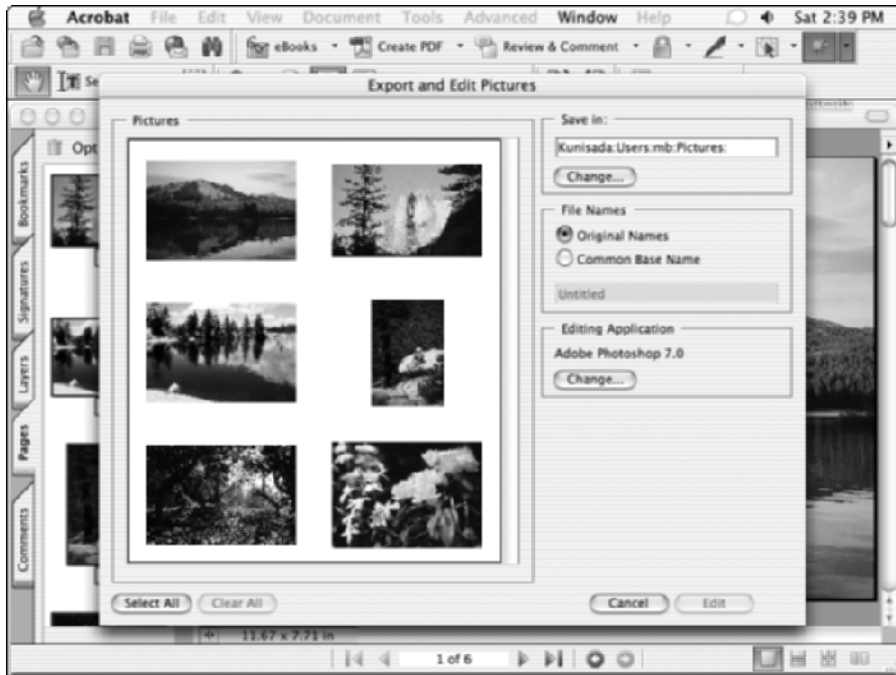 Acrobat File Edit View Document Tools Advanced Window Help Sat 2:39 PM
eBooks Create PDF Review & Comment
Se
Export and Edit Pictures
Opt
Bookmarks
Signatures
Layers
Pages
Comments
Pictures
Save in:
Kunisada:Users:mb:Pictures:
Change...
File Names
Original Names
Common Base Name
Untitled
Editing Application
Adobe Photoshop 7.0
Change...
Select All Clear All Cancel Edit
11.67 x 7.71 in
1 of 6